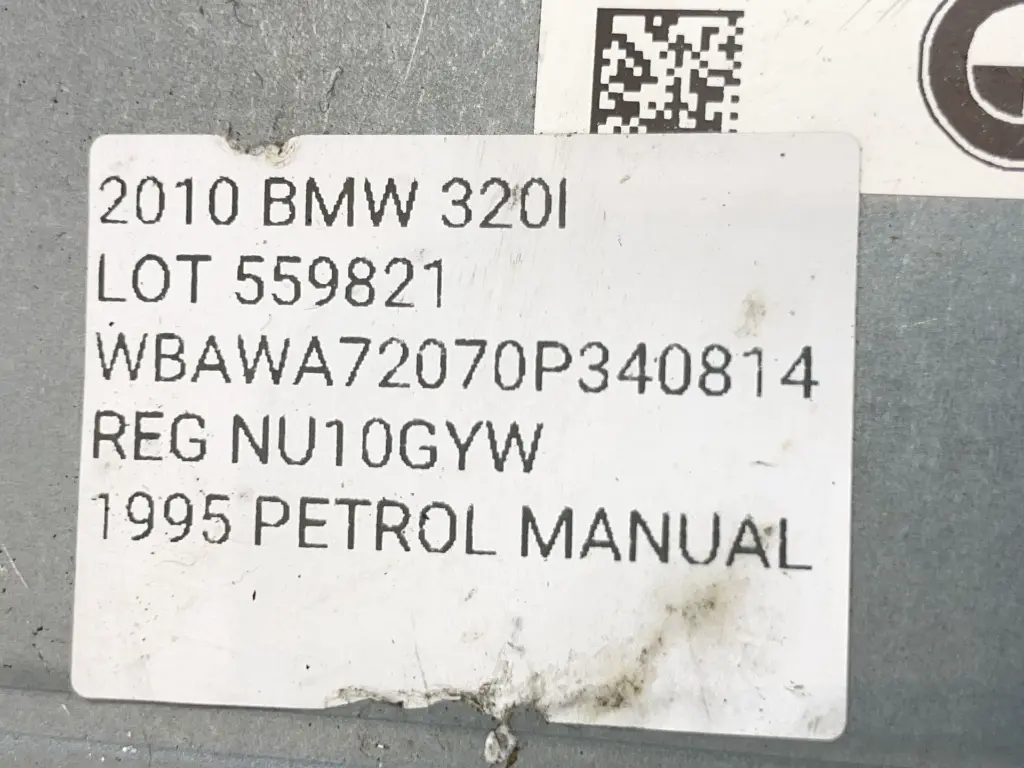 2010 BMW 320I
LOT 559821
WBAWA72070P340814
REG NU10GYW
1995 PETROL MANUAL